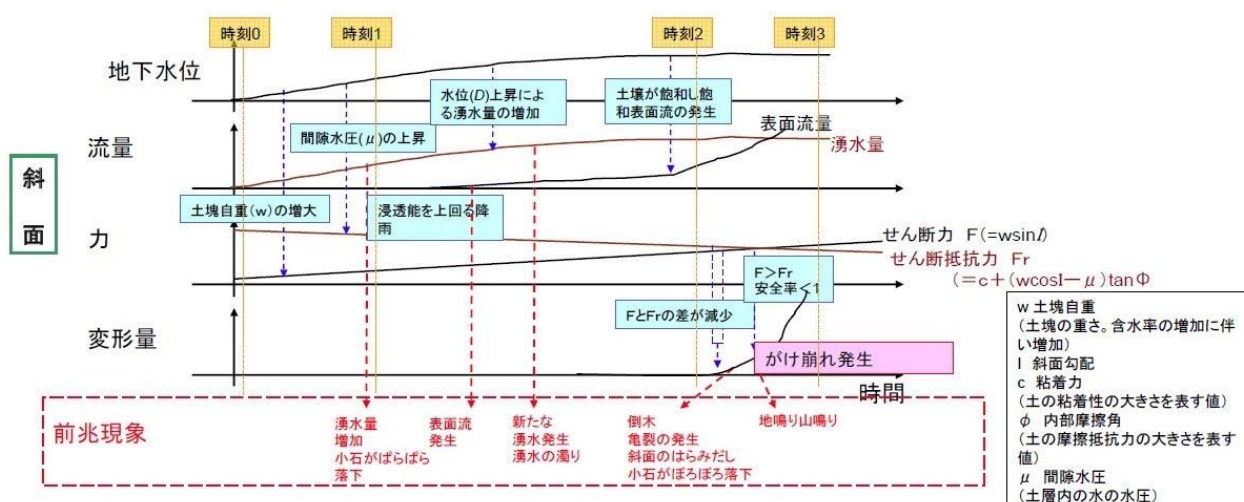 時刻0
時刻1
時刻2
時刻3
地下水位
水位(D)上昇によ
る湧水量の増加
土壌が飽和し飽
和表面流の発生
間隙水圧(μ)の上昇
表面流量
湧水量
流量
斜
面
土塊自重(w)の増大
浸透能を上回る降
雨
力
せん断力 F(=wsinI)
せん断抵抗力 Fr
(=c+(wcosI-μ)tanΦ
F>Fr
安全率<1
FとFrの差が減少
変形量
がけ崩れ発生
時間
前兆現象
湧水量
増加
小石がぱらぱら
落下
表面流
発生
新たな
湧水発生
湧水の濁り
倒木
亀裂の発生
斜面のはらみだし
小石がぼろぼろ落下
地鳴り山鳴り
w 土塊自重
(土塊の重さ。含水率の増加に伴
い増加)
I 斜面勾配
c 粘着力
(土の粘着性の大きさを表す値)
φ 内部摩擦角
(土の摩擦抵抗力の大きさを表す
値)
μ 間隙水圧
(土層内の水の水圧)